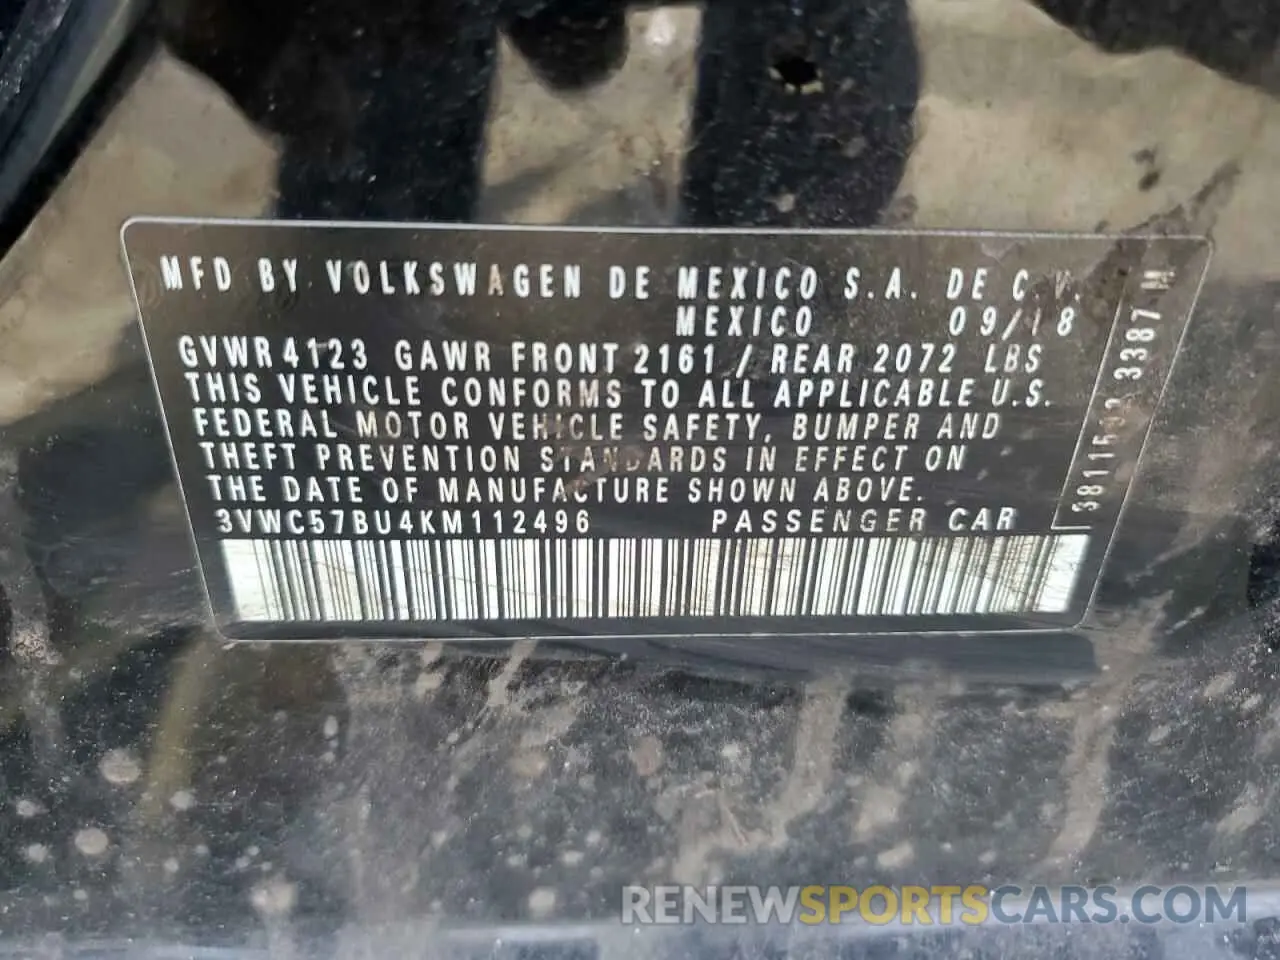 MFD BY VOLKSWAGEN DE MEXICO S.A. DE C.V.
MEXICO 09/18
GVWR 4123 GAWR FRONT 2161 / REAR 2072 LBS
THIS VEHICLE CONFORMS TO ALL APPLICABLE U.S.
FEDERAL MOTOR VEHICLE SAFETY, BUMPER AND
THEFT PREVENTION STANDARDS IN EFFECT ON
THE DATE OF MANUFACTURE SHOWN ABOVE.
3VWC57BU4KM112496 PASSENGER CAR
3387 M
RENEWSPORTSCARS.COM